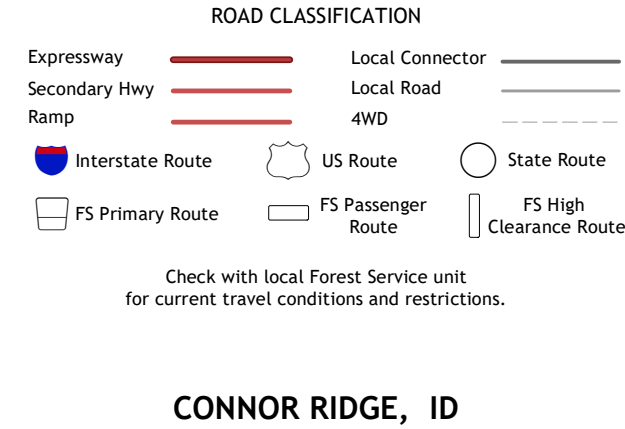 ROAD CLASSIFICATION
Expressway
Local Connector
Secondary Hwy
Local Road
Ramp
4WD
Interstate Route
US Route
State Route
FS Primary Route
FS Passenger
Route
FS High
Clearance Route
Check with local Forest Service unit
for current travel conditions and restrictions.
CONNOR RIDGE, ID